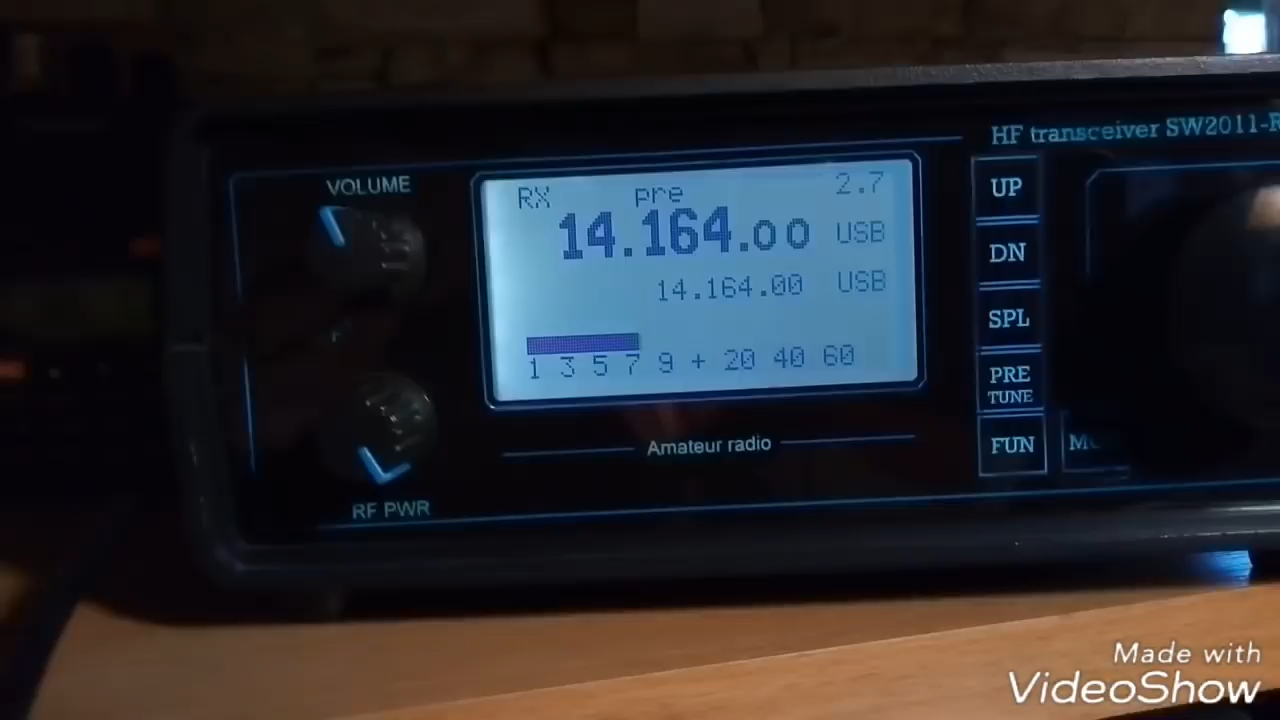 HF transceiver SW2011-R
VOLUME
RX pre 2.7
14.164.00 USB
14.164.00 USB
1 3 5 7 9 + 20 40 60
Amateur radio
RF PWR
UP
DN
SPL
PRE
TUNE
FUN
Made with
VideoShow